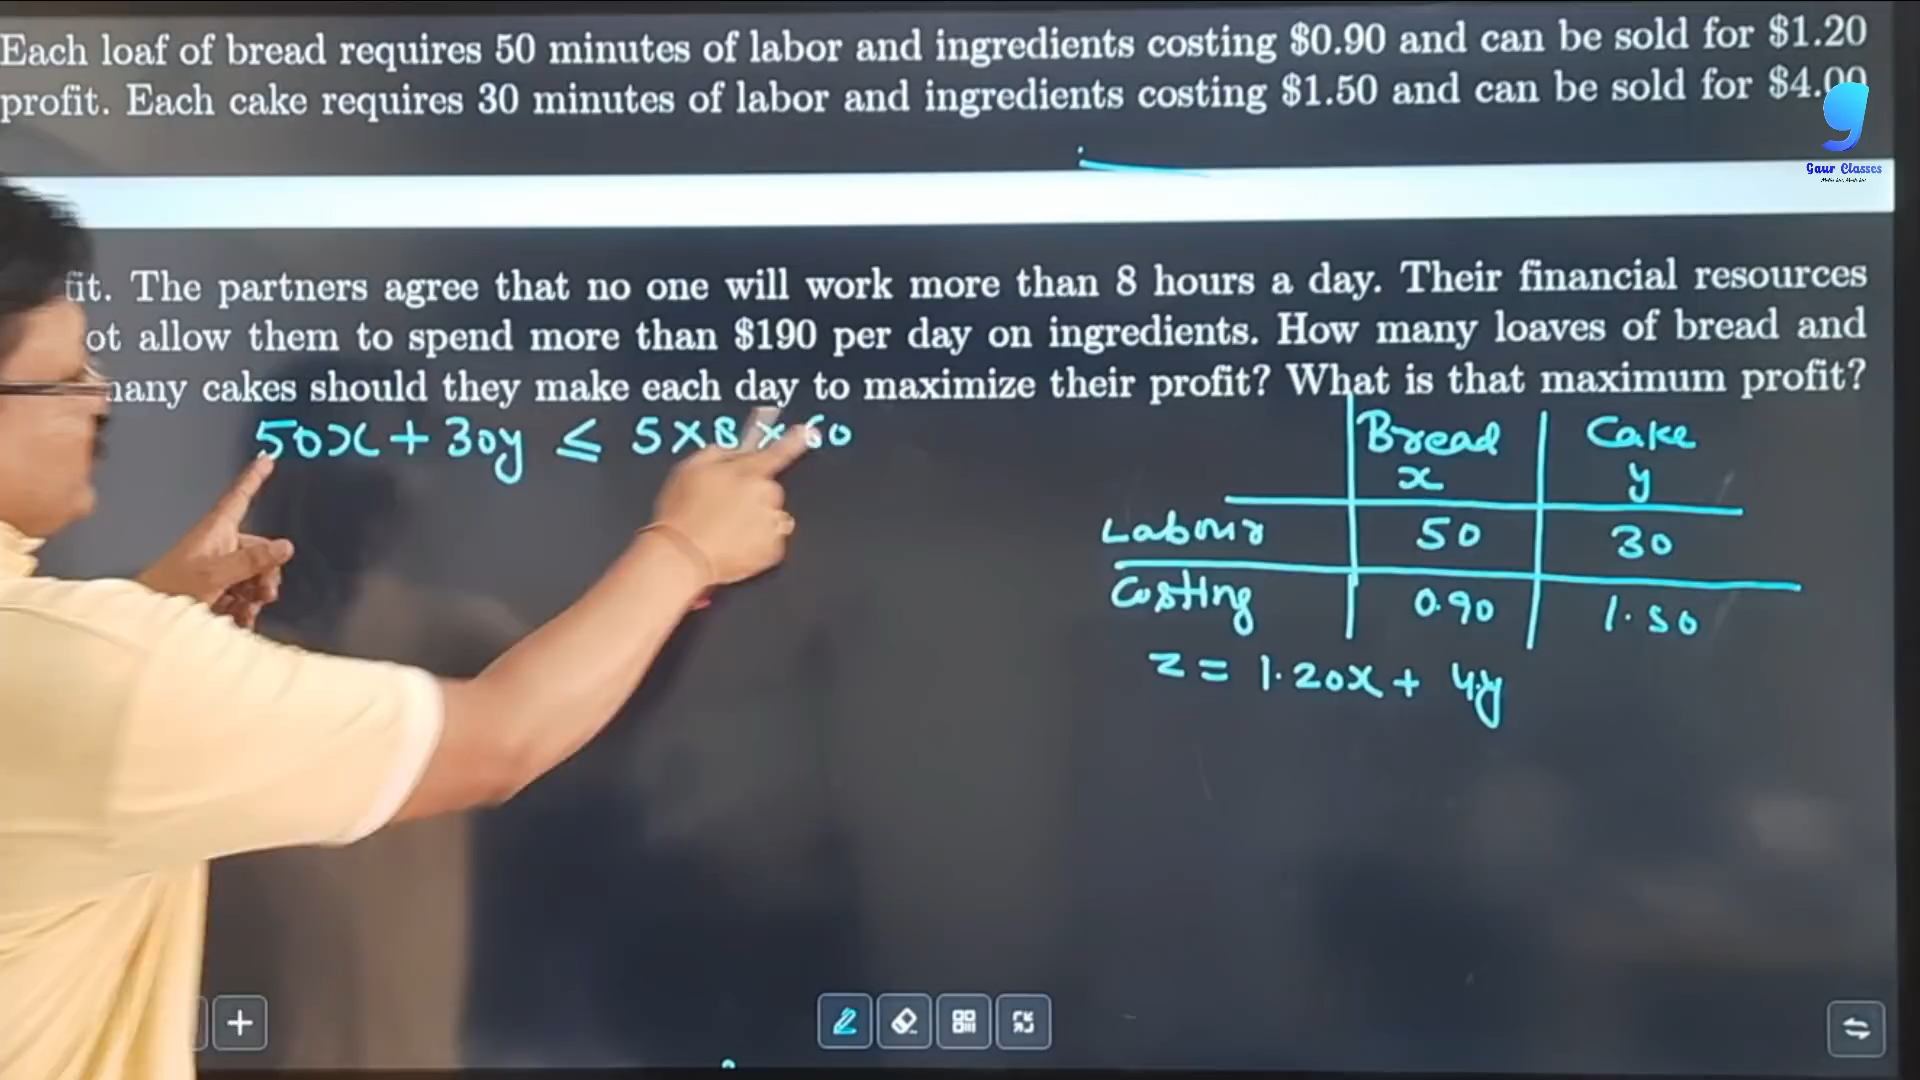 Each loaf of bread requires 50 minutes of labor and ingredients costing $0.90 and can be sold for $1.20
profit. Each cake requires 30 minutes of labor and ingredients costing $1.50 and can be sold for $4.00
Gaur Classes
fit. The partners agree that no one will work more than 8 hours a day. Their financial resources
ot allow them to spend more than $190 per day on ingredients. How many loaves of bread and
many cakes should they make each day to maximize their profit? What is that maximum profit?
50x + 30y ≤ 5 × 8 × 60
Bread Cake
x y
Labour 50 30
Costing 0.90 1.50
z = 1.20x + 4y